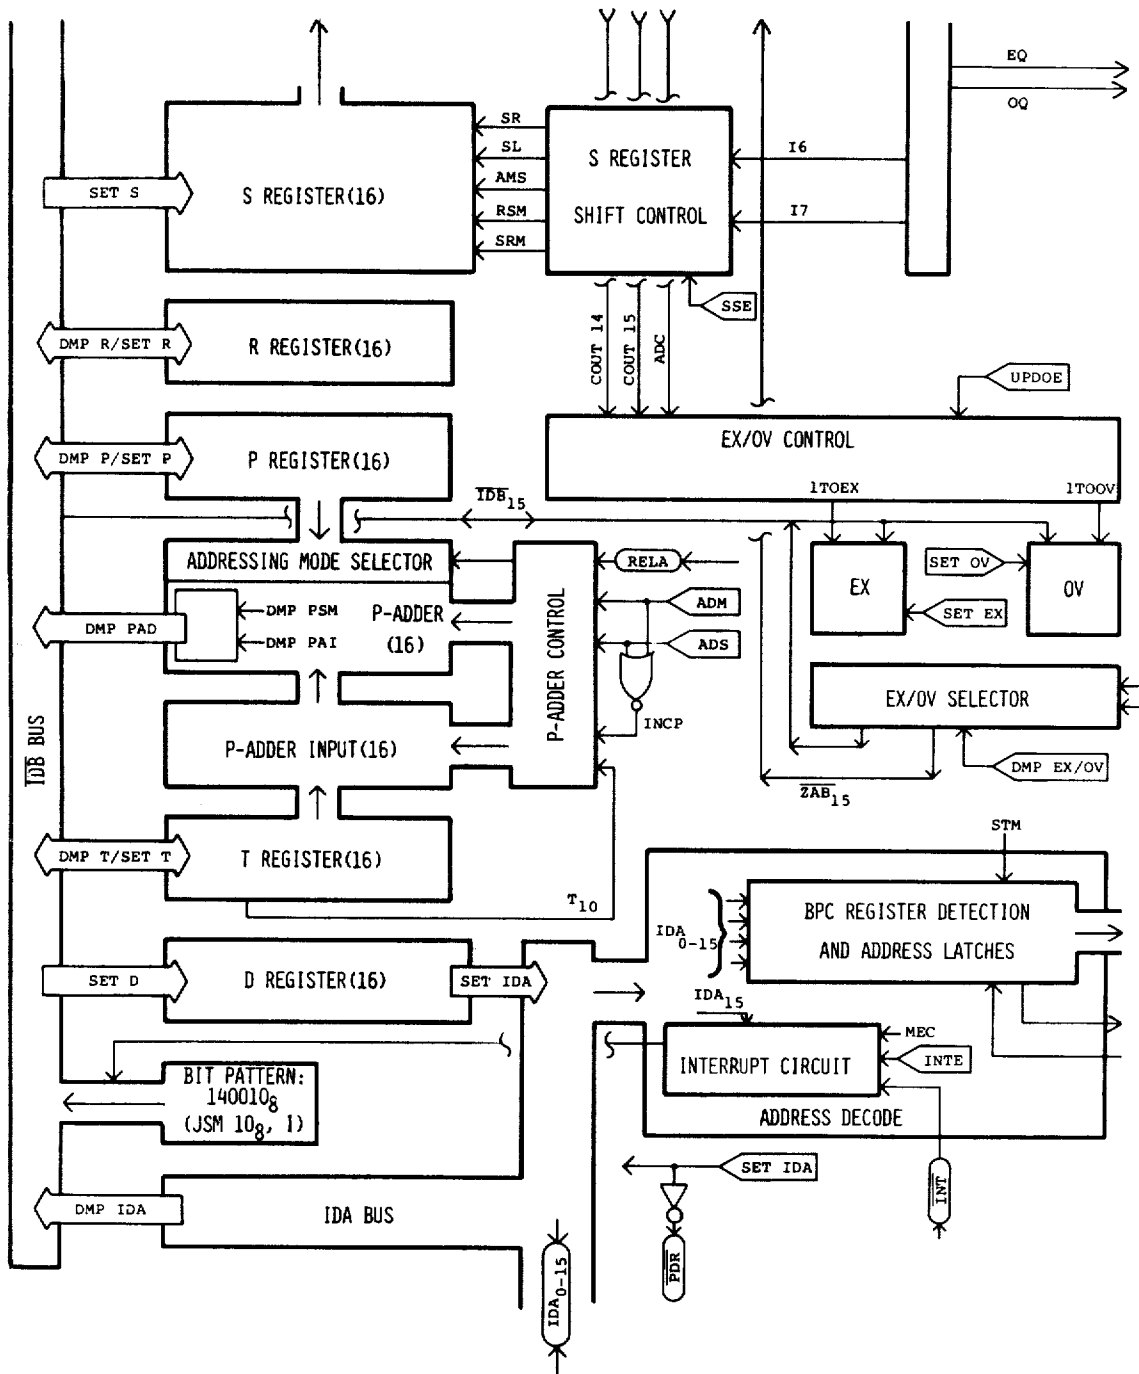 EQ
OQ
SR
SL
AMS
RSM
SRM
S REGISTER
SHIFT CONTROL
I6
I7
SET S
S REGISTER(16)
SSE
COUT 14
COUT 15
ADC
DMP R/SET R
R REGISTER(16)
UPDOE
DMP P/SET P
P REGISTER(16)
EX/OV CONTROL
1TOEX
1TOOV
IDB15
ADDRESSING MODE SELECTOR
RELA
SET OV
EX
OV
SET EX
DMP PAD
DMP PSM
DMP PAI
P-ADDER
(16)
P-ADDER CONTROL
ADM
ADS
INCP
EX/OV SELECTOR
DMP EX/OV
ZAB15
IDB BUS
P-ADDER INPUT(16)
DMP T/SET T
T REGISTER(16)
T10
STM
BPC REGISTER DETECTION
AND ADDRESS LATCHES
IDA0-15
SET D
D REGISTER(16)
SET IDA
IDA15
INTERRUPT CIRCUIT
MEC
INTE
ADDRESS DECODE
BIT PATTERN:
1400108
(JSM 108, I)
SET IDA
PDR
INT
DMP IDA
IDA BUS
IDA0-15